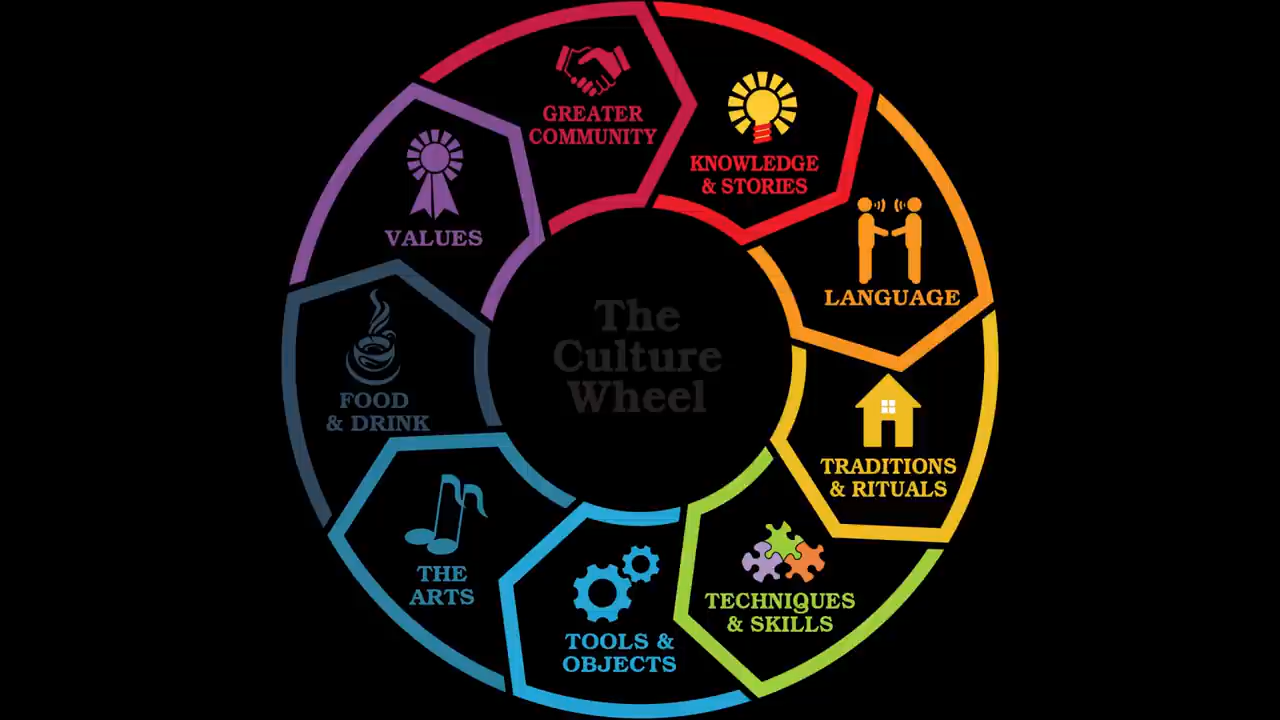 The
Culture
Wheel
GREATER
COMMUNITY
KNOWLEDGE
& STORIES
LANGUAGE
TRADITIONS
& RITUALS
TECHNIQUES
& SKILLS
TOOLS &
OBJECTS
THE
ARTS
FOOD
& DRINK
VALUES